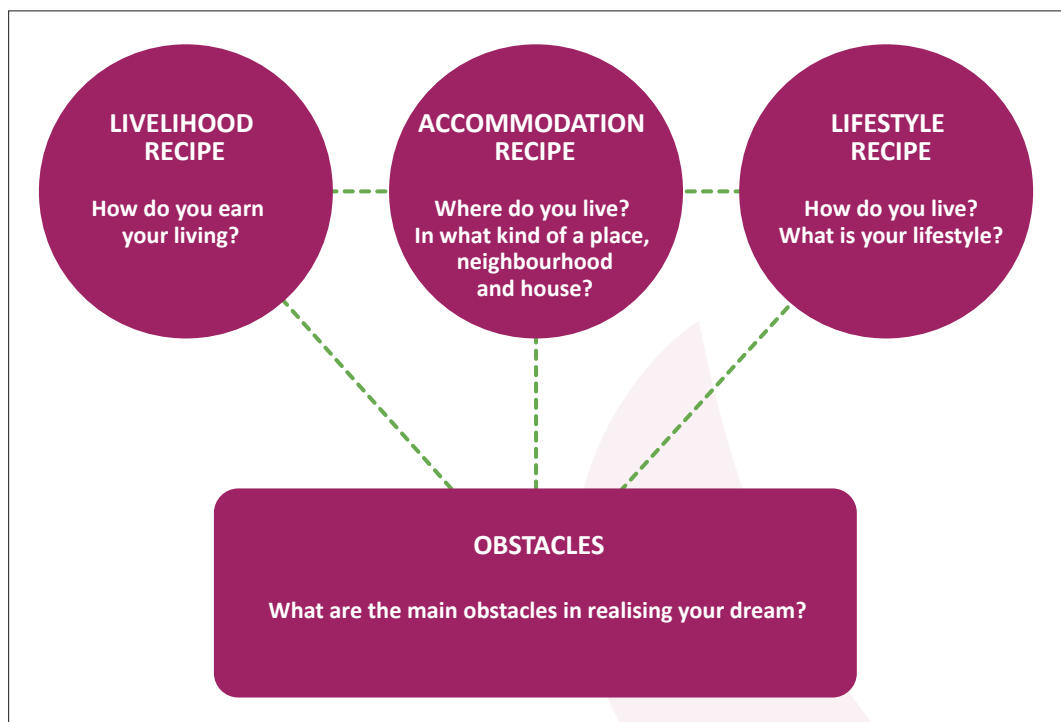 LIVELIHOOD
RECIPE
How do you earn
your living?
ACCOMMODATION
RECIPE
Where do you live?
In what kind of a place,
neighbourhood
and house?
LIFESTYLE
RECIPE
How do you live?
What is your lifestyle?
OBSTACLES
What are the main obstacles in realising your dream?